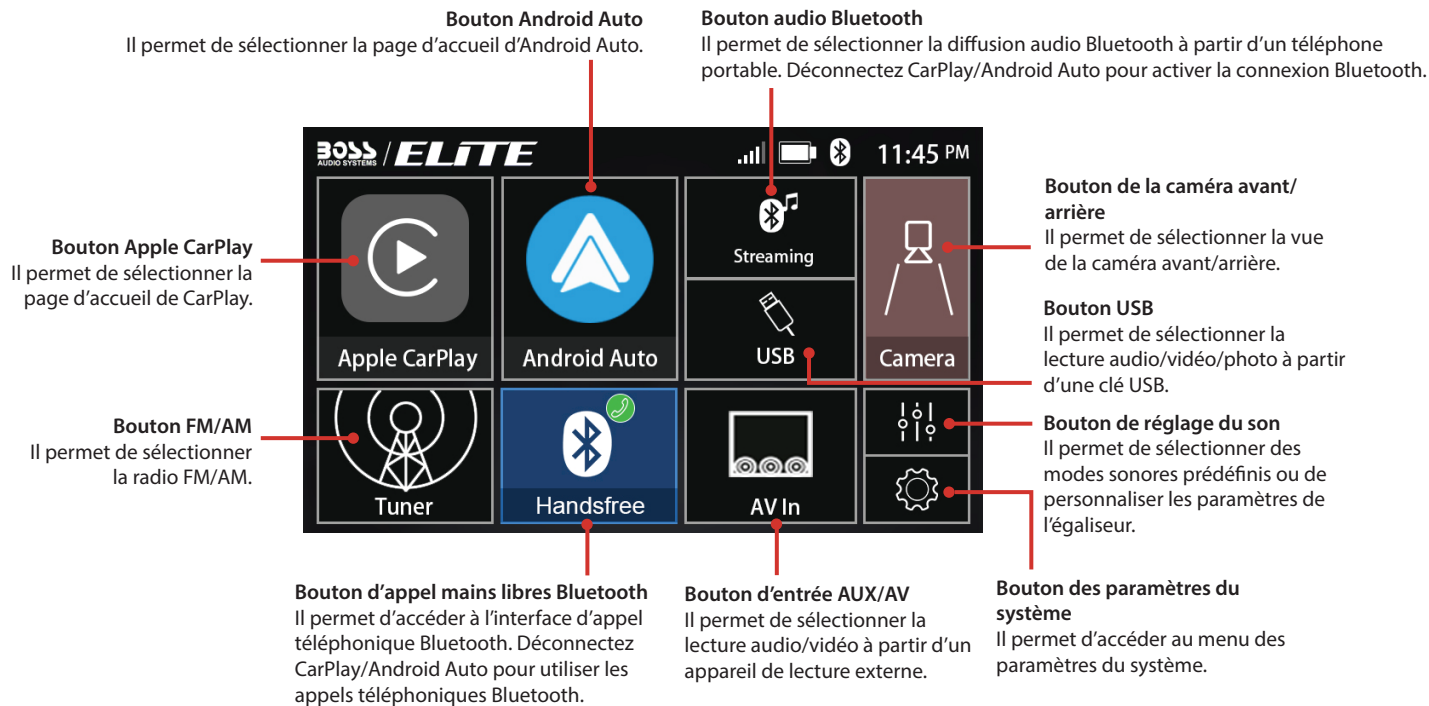 Bouton Android Auto
Il permet de sélectionner la page d’accueil d’Android Auto.
Bouton audio Bluetooth
Il permet de sélectionner la diffusion audio Bluetooth à partir d’un téléphone
portable. Déconnectez CarPlay/Android Auto pour activer la connexion Bluetooth.
BOSS
AUDIO SYSTEMS
/ ELITE
11:45 PM
Bouton Apple CarPlay
Il permet de sélectionner la
page d’accueil de CarPlay.
Bouton FM/AM
Il permet de sélectionner
la radio FM/AM.
Apple CarPlay
Android Auto
Streaming
USB
Camera
Tuner
Handsfree
AV In
Bouton de la caméra avant/
arrière
Il permet de sélectionner la vue
de la caméra avant/arrière.
Bouton USB
Il permet de sélectionner la
lecture audio/vidéo/photo à partir
d’une clé USB.
Bouton de réglage du son
Il permet de sélectionner des
modes sonores prédéfinis ou de
personnaliser les paramètres de
l’égaliseur.
Bouton d’appel mains libres Bluetooth
Il permet d’accéder à l’interface d’appel
téléphonique Bluetooth. Déconnectez
CarPlay/Android Auto pour utiliser les
appels téléphoniques Bluetooth.
Bouton d’entrée AUX/AV
Il permet de sélectionner la
lecture audio/vidéo à partir d’un
appareil de lecture externe.
Bouton des paramètres du
système
Il permet d’accéder au menu des
paramètres du système.